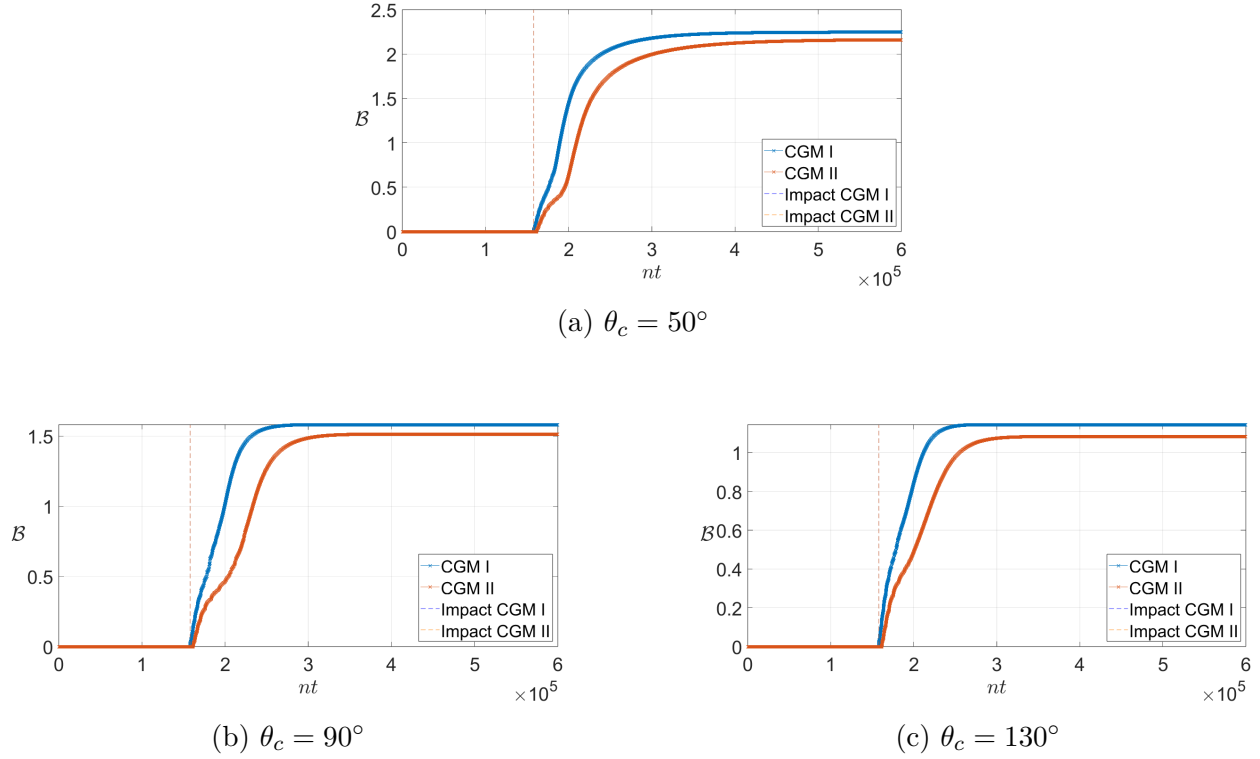 2.5
2
1.5
1
0.5
0
ℬ
CGM I
CGM II
Impact CGM I
Impact CGM II
0 1 2 3 4 5 6
nt
×10⁵
(a) θ_c = 50°
1.5
1
0.5
0
ℬ
CGM I
CGM II
Impact CGM I
Impact CGM II
0 1 2 3 4 5 6
nt
×10⁵
(b) θ_c = 90°
1
0.8
0.6
0.4
0.2
0
ℬ
CGM I
CGM II
Impact CGM I
Impact CGM II
0 1 2 3 4 5 6
nt
×10⁵
(c) θ_c = 130°